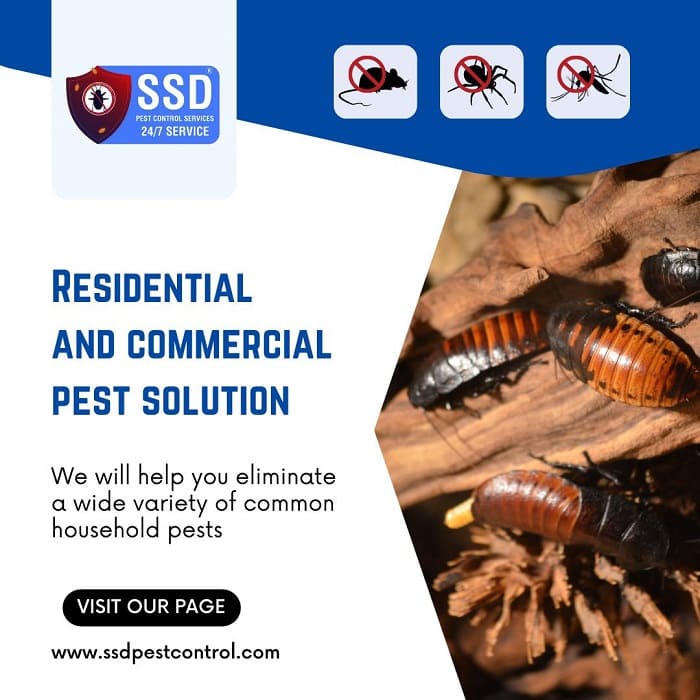 SSD
PEST CONTROL SERVICES
24/7 SERVICE
RESIDENTIAL
AND COMMERCIAL
PEST SOLUTION
We will help you eliminate
a wide variety of common
household pests
VISIT OUR PAGE
www.ssdpestcontrol.com